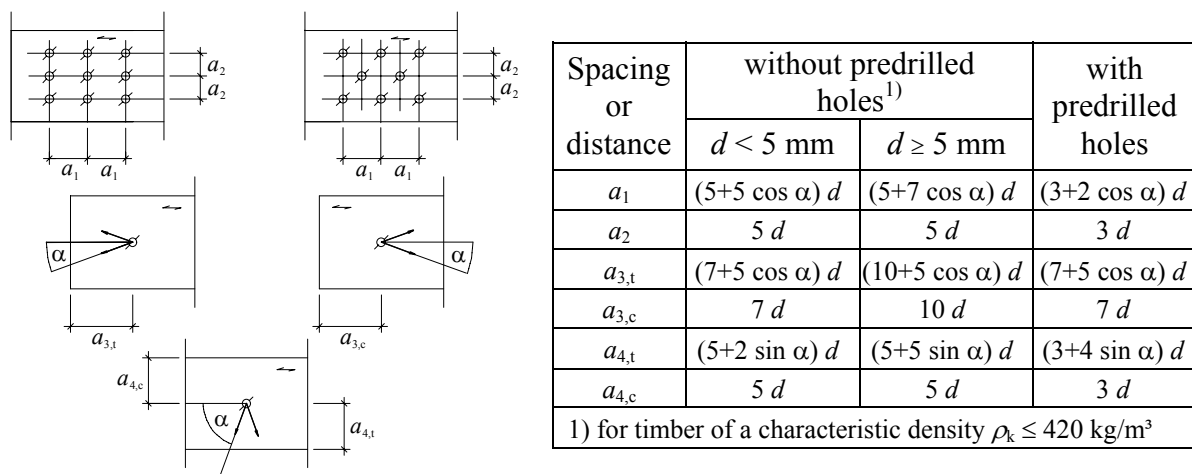 a₂
a₂
a₁ a₁
a₂
a₂
a₁ a₁
α
a₃,t
α
a₃,c
a₄,c
α
a₄,t
Spacing or distance | without predrilled holes¹⁾ | with predrilled holes
d < 5 mm | d ≥ 5 mm
a₁ | (5+5 cos α) d | (5+7 cos α) d | (3+2 cos α) d
a₂ | 5 d | 5 d | 3 d
a₃,t | (7+5 cos α) d | (10+5 cos α) d | (7+5 cos α) d
a₃,c | 7 d | 10 d | 7 d
a₄,t | (5+2 sin α) d | (5+5 sin α) d | (3+4 sin α) d
a₄,c | 5 d | 5 d | 3 d
1) for timber of a characteristic density ρk ≤ 420 kg/m³